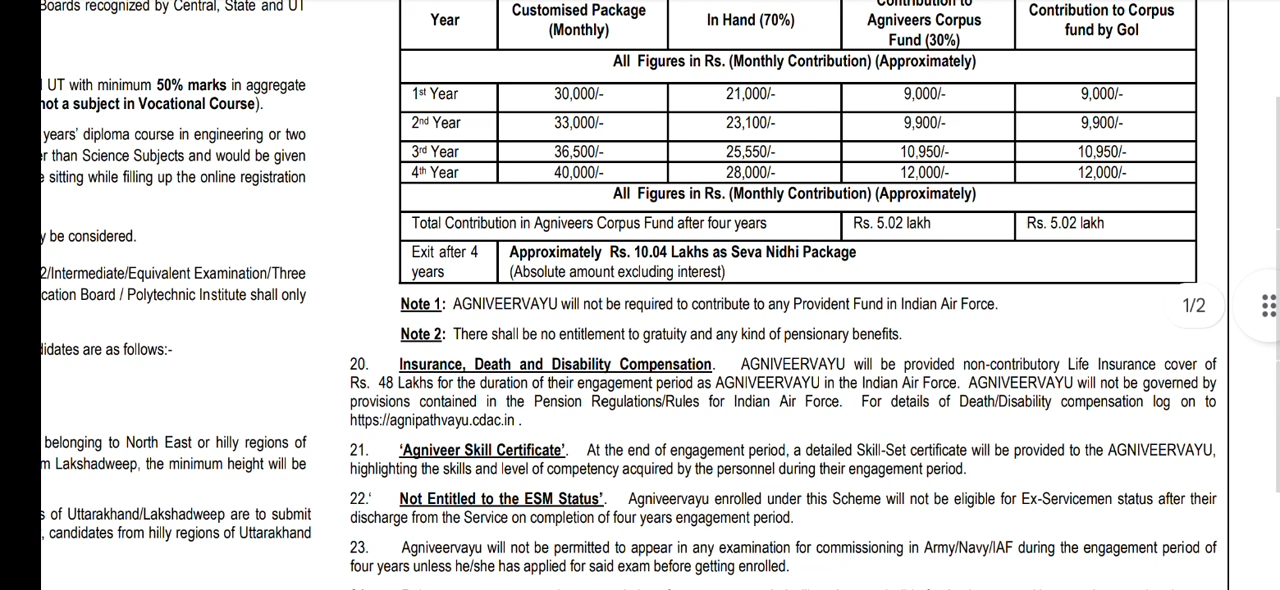 Boards recognized by Central, State and UT
UT with minimum 50% marks in aggregate
not a subject in Vocational Course).
years' diploma course in engineering or two
than Science Subjects and would be given
sitting while filling up the online registration
be considered.
2/Intermediate/Equivalent Examination/Three
cation Board / Polytechnic Institute shall only
didates are as follows:-
belonging to North East or hilly regions of
Lakshadweep, the minimum height will be
of Uttarakhand/Lakshadweep are to submit
, candidates from hilly regions of Uttarakhand
Year
Customised Package
(Monthly)
In Hand (70%)
Contribution to
Agniveers Corpus
Fund (30%)
Contribution to Corpus
fund by GoI
All Figures in Rs. (Monthly Contribution) (Approximately)
1st Year 30,000/- 21,000/- 9,000/- 9,000/-
2nd Year 33,000/- 23,100/- 9,900/- 9,900/-
3rd Year 36,500/- 25,550/- 10,950/- 10,950/-
4th Year 40,000/- 28,000/- 12,000/- 12,000/-
All Figures in Rs. (Monthly Contribution) (Approximately)
Total Contribution in Agniveers Corpus Fund after four years Rs. 5.02 lakh Rs. 5.02 lakh
Exit after 4
years
Approximately Rs. 10.04 Lakhs as Seva Nidhi Package
(Absolute amount excluding interest)
Note 1: AGNIVEERVAYU will not be required to contribute to any Provident Fund in Indian Air Force.
1/2
Note 2: There shall be no entitlement to gratuity and any kind of pensionary benefits.
20. Insurance, Death and Disability Compensation. AGNIVEERVAYU will be provided non-contributory Life Insurance cover of
Rs. 48 Lakhs for the duration of their engagement period as AGNIVEERVAYU in the Indian Air Force. AGNIVEERVAYU will not be governed by
provisions contained in the Pension Regulations/Rules for Indian Air Force. For details of Death/Disability compensation log on to
https://agnipathvayu.cdac.in .
21. 'Agniveer Skill Certificate'. At the end of engagement period, a detailed Skill-Set certificate will be provided to the AGNIVEERVAYU,
highlighting the skills and level of competency acquired by the personnel during their engagement period.
22.' Not Entitled to the ESM Status'. Agniveervayu enrolled under this Scheme will not be eligible for Ex-Servicemen status after their
discharge from the Service on completion of four years engagement period.
23. Agniveervayu will not be permitted to appear in any examination for commissioning in Army/Navy/IAF during the engagement period of
four years unless he/she has applied for said exam before getting enrolled.